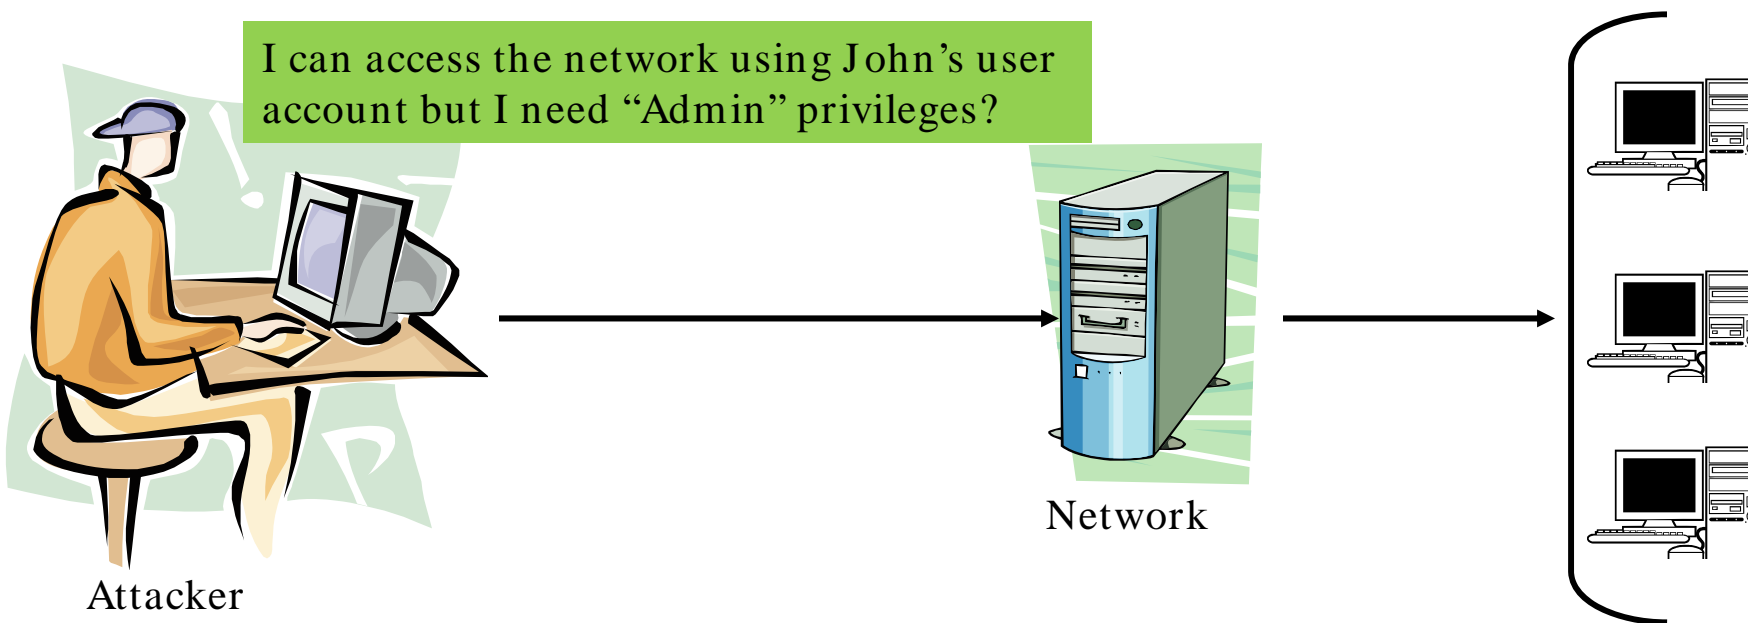 I can access the network using John’s user
account but I need “Admin” privileges?
Network
Attacker